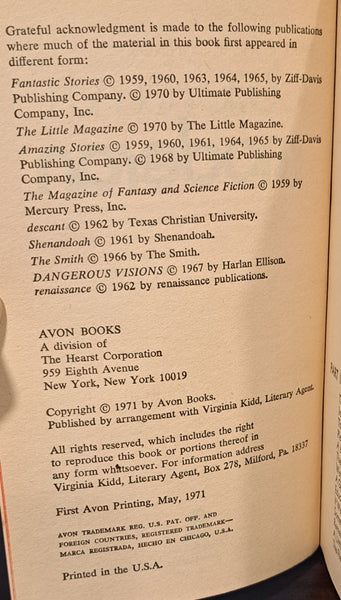 Grateful acknowledgment is made to the following publications
where much of the material in this book first appeared in
different form:
Fantastic Stories © 1959, 1960, 1963, 1964, 1965, by Ziff-Davis
Publishing Company. © 1970 by Ultimate Publishing
Company, Inc.
The Little Magazine © 1970 by The Little Magazine.
Amazing Stories © 1959, 1960, 1961, 1964, 1965 by Ziff-Davis
Publishing Company. © 1968 by Ultimate Publishing
Company, Inc.
The Magazine of Fantasy and Science Fiction © 1959 by
Mercury Press, Inc.
descant © 1962 by Texas Christian University.
Shenandoah © 1961 by Shenandoah.
The Smith © 1966 by The Smith.
DANGEROUS VISIONS © 1967 by Harlan Ellison.
renaissance © 1962 by renaissance publications.
AVON BOOKS
A division of
The Hearst Corporation
959 Eighth Avenue
New York, New York 10019
Copyright © 1971 by Avon Books.
Published by arrangement with Virginia Kidd, Literary Agent.
All rights reserved, which includes the right
to reproduce this book or portions thereof in
any form whatsoever. For information address
Virginia Kidd, Literary Agent, Box 278, Milford, Pa. 18337
First Avon Printing, May, 1971
AVON TRADEMARK REG. U.S. PAT. OFF. AND
FOREIGN COUNTRIES, REGISTERED TRADEMARK—
MARCA REGISTRADA, HECHO EN CHICAGO, U.S.A.
Printed in the U.S.A.
PART